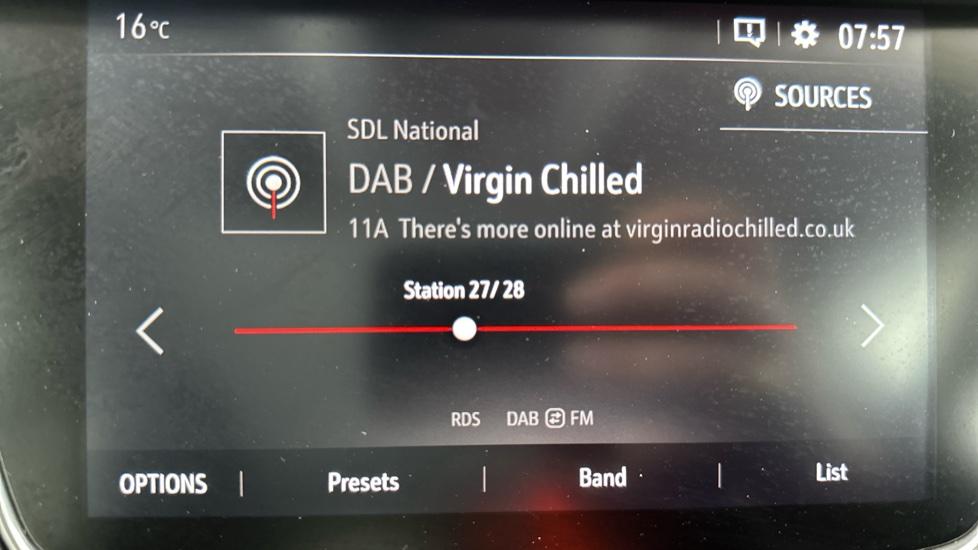 16°C
07:57
SOURCES
SDL National
DAB / Virgin Chilled
11A There's more online at virginradiochilled.co.uk
Station 27/28
RDS DAB FM
OPTIONS | Presets | Band | List